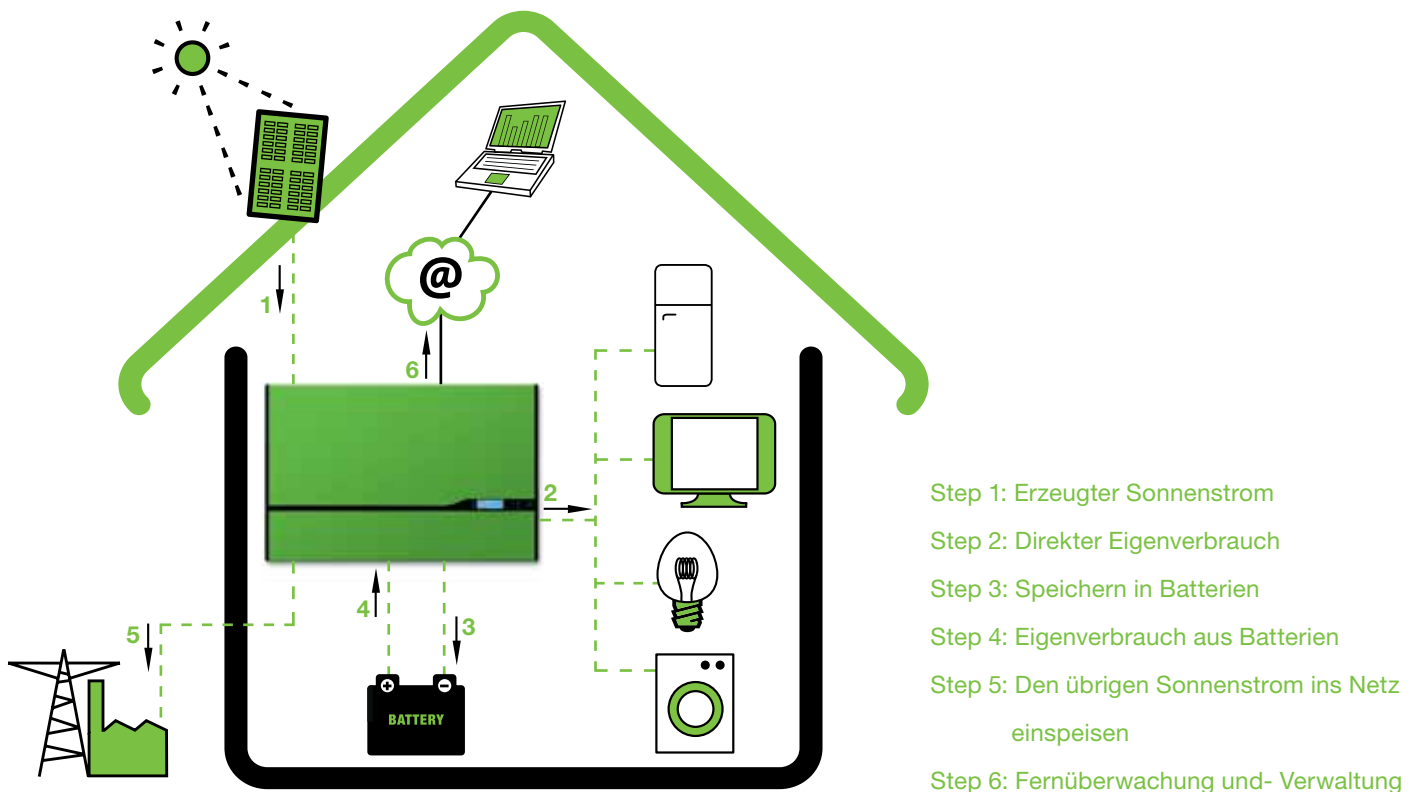 @
1
6
2
4
3
5
+
−
BATTERY
Step 1: Erzeugter Sonnenstrom
Step 2: Direkter Eigenverbrauch
Step 3: Speichern in Batterien
Step 4: Eigenverbrauch aus Batterien
Step 5: Den übrigen Sonnenstrom ins Netz
einspeisen
Step 6: Fernüberwachung und- Verwaltung